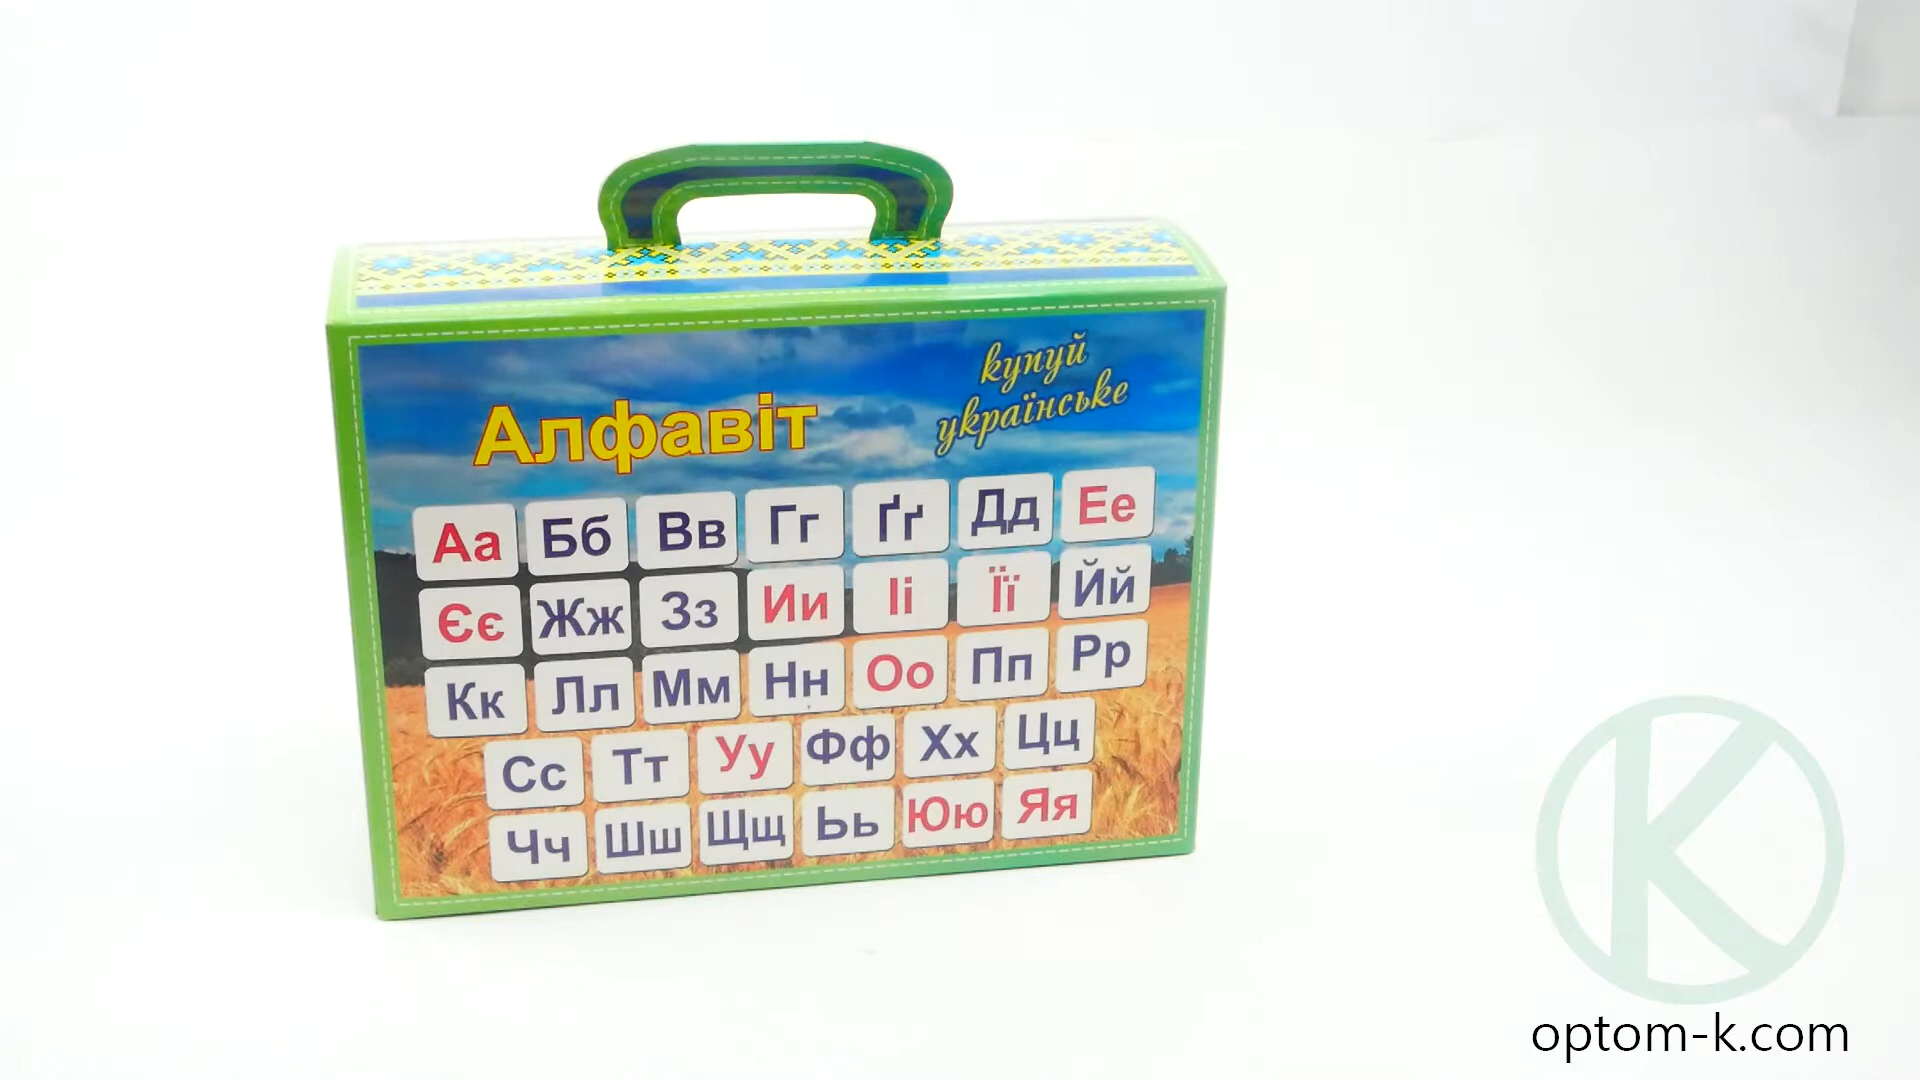 купуй
українське
Алфавіт
Аа Бб Вв Гг Ґґ Дд Ее
Єє Жж Зз Ии Іі Її Йй
Кк Лл Мм Нн Оо Пп Рр
Сс Тт Уу Фф Хх Цц
Чч Шш Щщ Ьь Юю Яя
K
optom-k.com